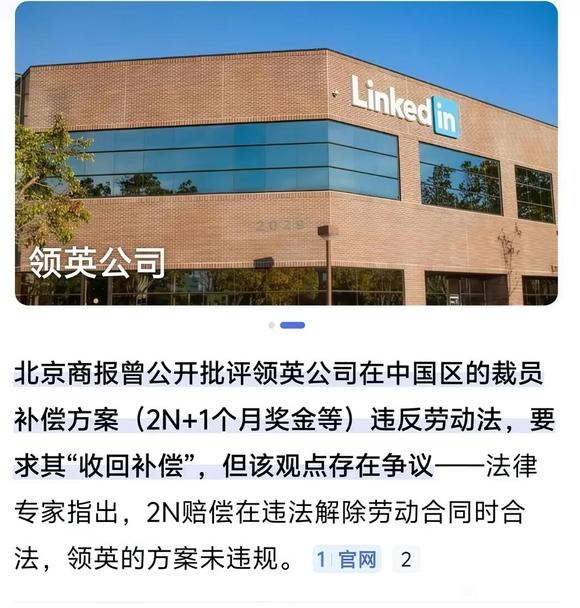 Linked in
2029
领英公司
北京商报曾公开批评领英公司在中国区的裁员
补偿方案（2N+1个月奖金等）违反劳动法，要
求其“收回补偿”，但该观点存在争议——法律
专家指出，2N赔偿在违法解除劳动合同时合
法，领英的方案未违规。 1 官网 2